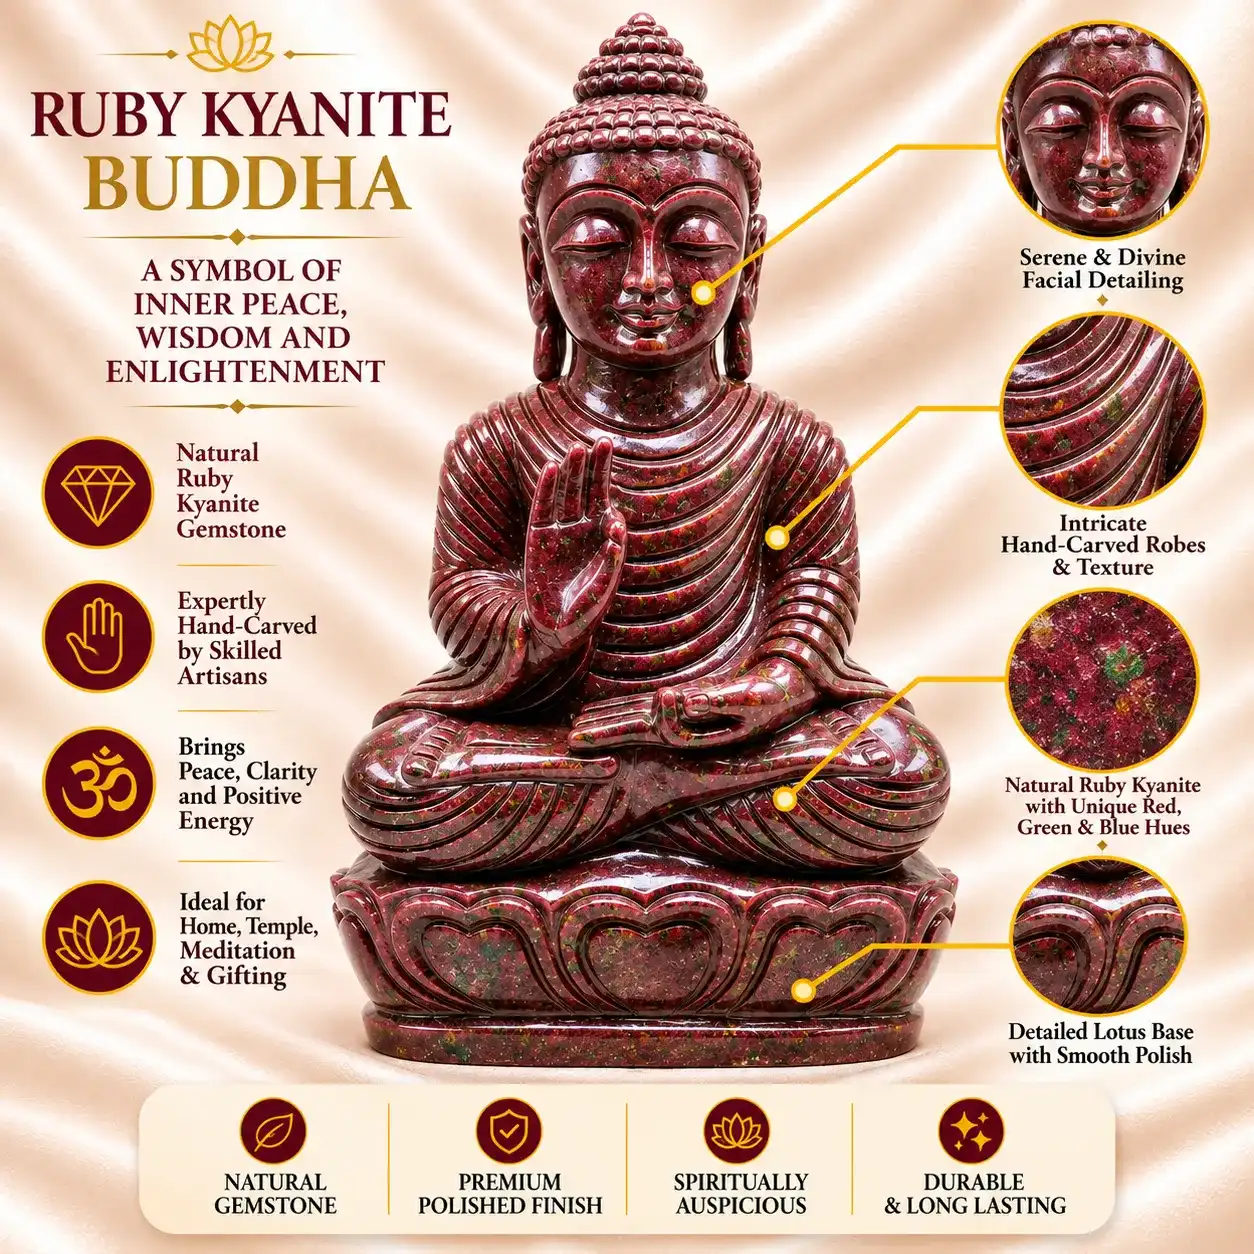 RUBY KYANITE
BUDDHA
A SYMBOL OF
INNER PEACE,
WISDOM AND
ENLIGHTENMENT
Natural
Ruby
Kyanite
Gemstone
Expertly
Hand-Carved
by Skilled
Artisans
ॐ
Brings
Peace, Clarity
and Positive
Energy
Ideal for
Home, Temple,
Meditation
& Gifting
Serene & Divine
Facial Detailing
Intricate
Hand-Carved Robes
& Texture
Natural Ruby Kyanite
with Unique Red,
Green & Blue Hues
Detailed Lotus Base
with Smooth Polish
NATURAL
GEMSTONE
PREMIUM
POLISHED FINISH
SPIRITUALLY
AUSPICIOUS
DURABLE
& LONG LASTING